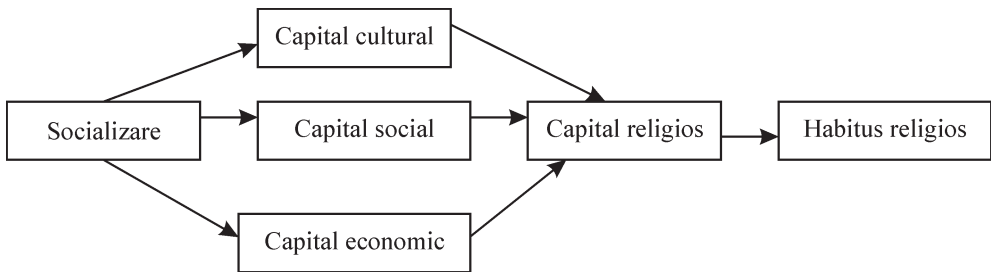 Capital cultural
Socializare
Capital social
Capital religios
Habitus religios
Capital economic